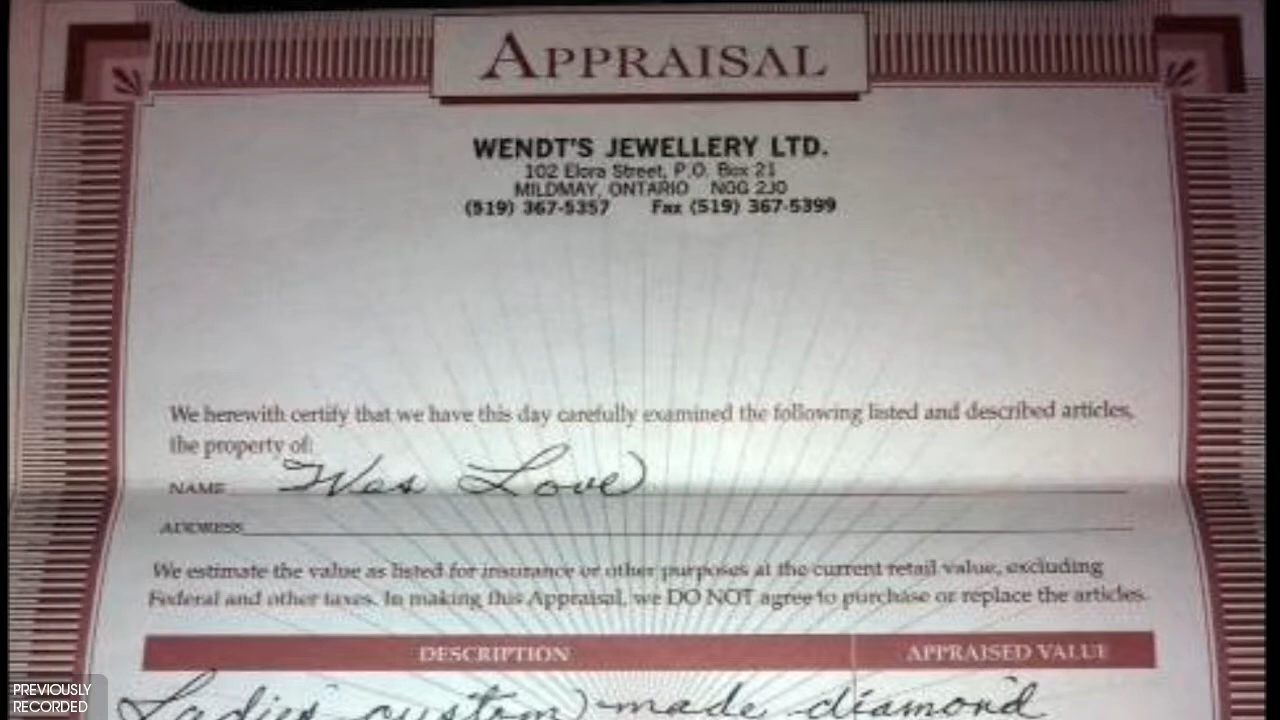 APPRAISAL
WENDT'S JEWELLERY LTD.
102 Elora Street, P.O. Box 21
MILDMAY, ONTARIO N0G 2J0
(519) 367-5357 Fax (519) 367-5399
We herewith certify that we have this day carefully examined the following listed and described articles,
the property of:
NAME Wes Love
ADDRESS
We estimate the value as listed for insurance or other purposes at the current retail value, excluding
Federal and other taxes. In making this Appraisal, we DO NOT agree to purchase or replace the articles.
DESCRIPTION APPRAISED VALUE
Ladies custom made diamond
PREVIOUSLY
RECORDED